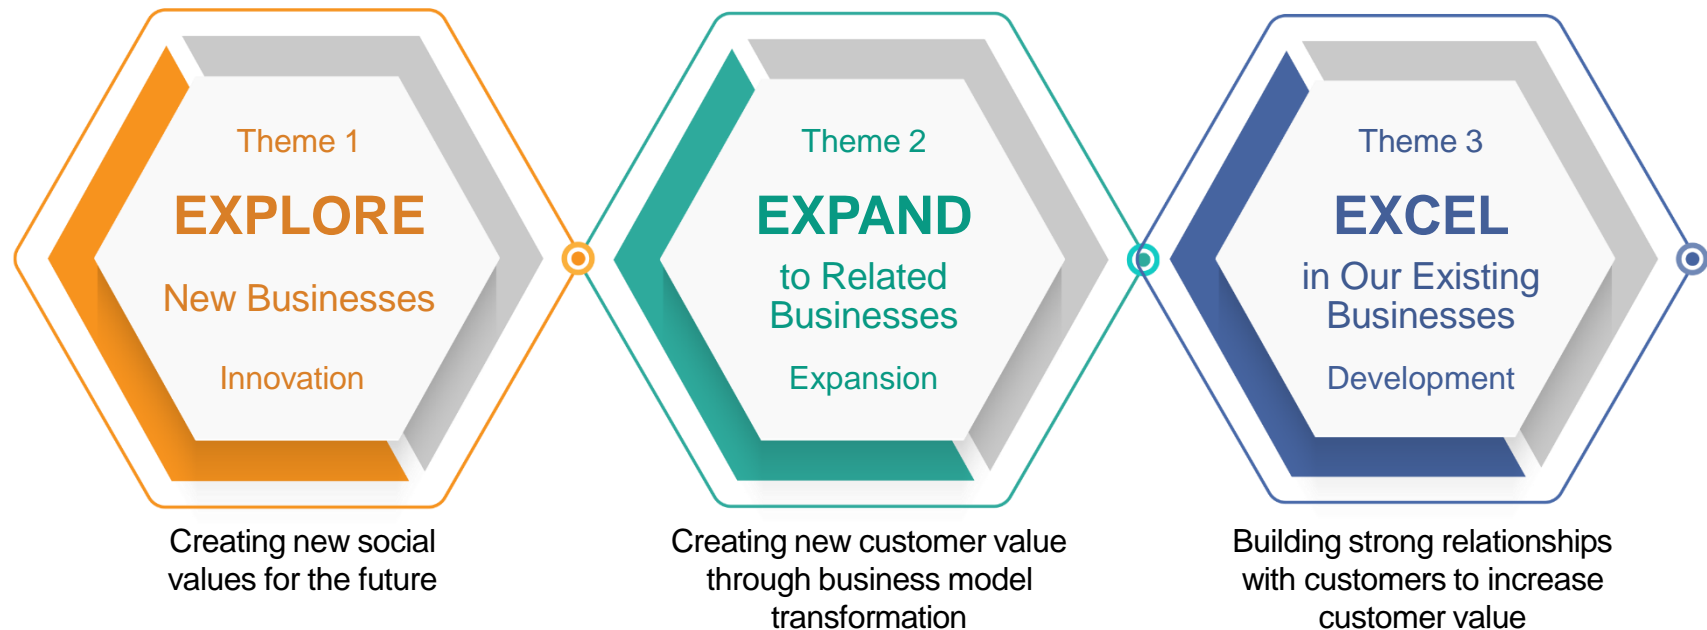 Theme 1
EXPLORE
New Businesses
Innovation
Creating new social
values for the future
Theme 2
EXPAND
to Related
Businesses
Expansion
Creating new customer value
through business model
transformation
Theme 3
EXCEL
in Our Existing
Businesses
Development
Building strong relationships
with customers to increase
customer value